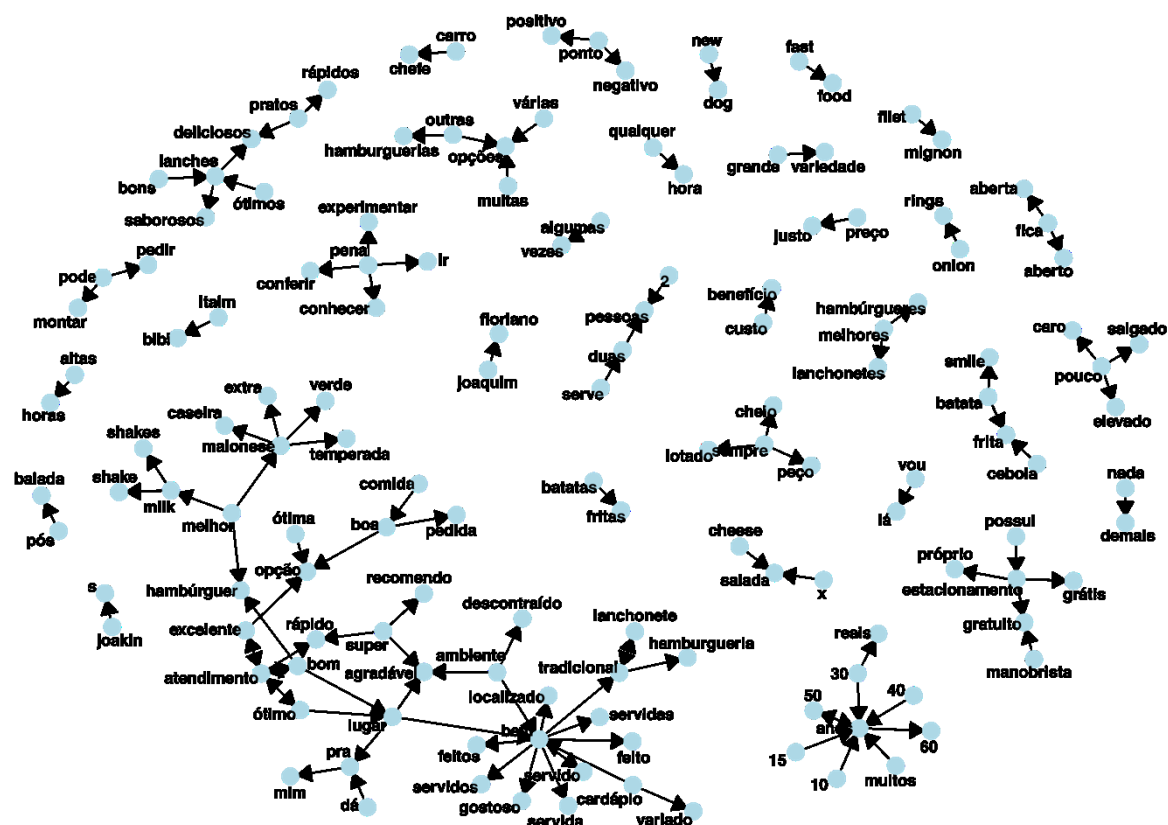 positivo
carro
ponto
new
fast
chefe
negativo
rápidos
dog
food
pratos
várias
deliciosos
outras
qualquer
filet
hamburguerias
opções
lanches
mignon
grande
variedade
bons
hora
aberta
ótimos
muitas
rings
saborosos
experimentar
algumas
fica
pedir
pena
vezes
justo
preço
ir
onion
aberto
pode
conferir
2
conhecer
benefício
montar
itaim
pessoas
hambúrgueres
bibi
floriano
custo
melhores
caro
salgado
altas
duas
joaquim
lanchonetes
smile
pouco
horas
extra
verde
serve
batata
elevado
caseira
cheio
shakes
maionese
temperada
lotado
sempre
frita
peço
cebola
balada
shake
comida
batatas
vou
milk
nada
melhor
ótima
boa
pedida
fritas
lá
pós
cheese
possui
demais
opção
próprio
s
hambúrguer
recomendo
salada
estacionamento
grátis
descontraído
x
joakin
excelente
rápido
lanchonete
gratuito
super
hamburgueria
reais
atendimento
bom
agradável
ambiente
tradicional
30
manobrista
localizado
50
40
ótimo
lugar
servidas
be
an
feitos
feito
60
pra
15
servidos
servido
10
muitos
mim
gostoso
cardápio
dá
servida
variado